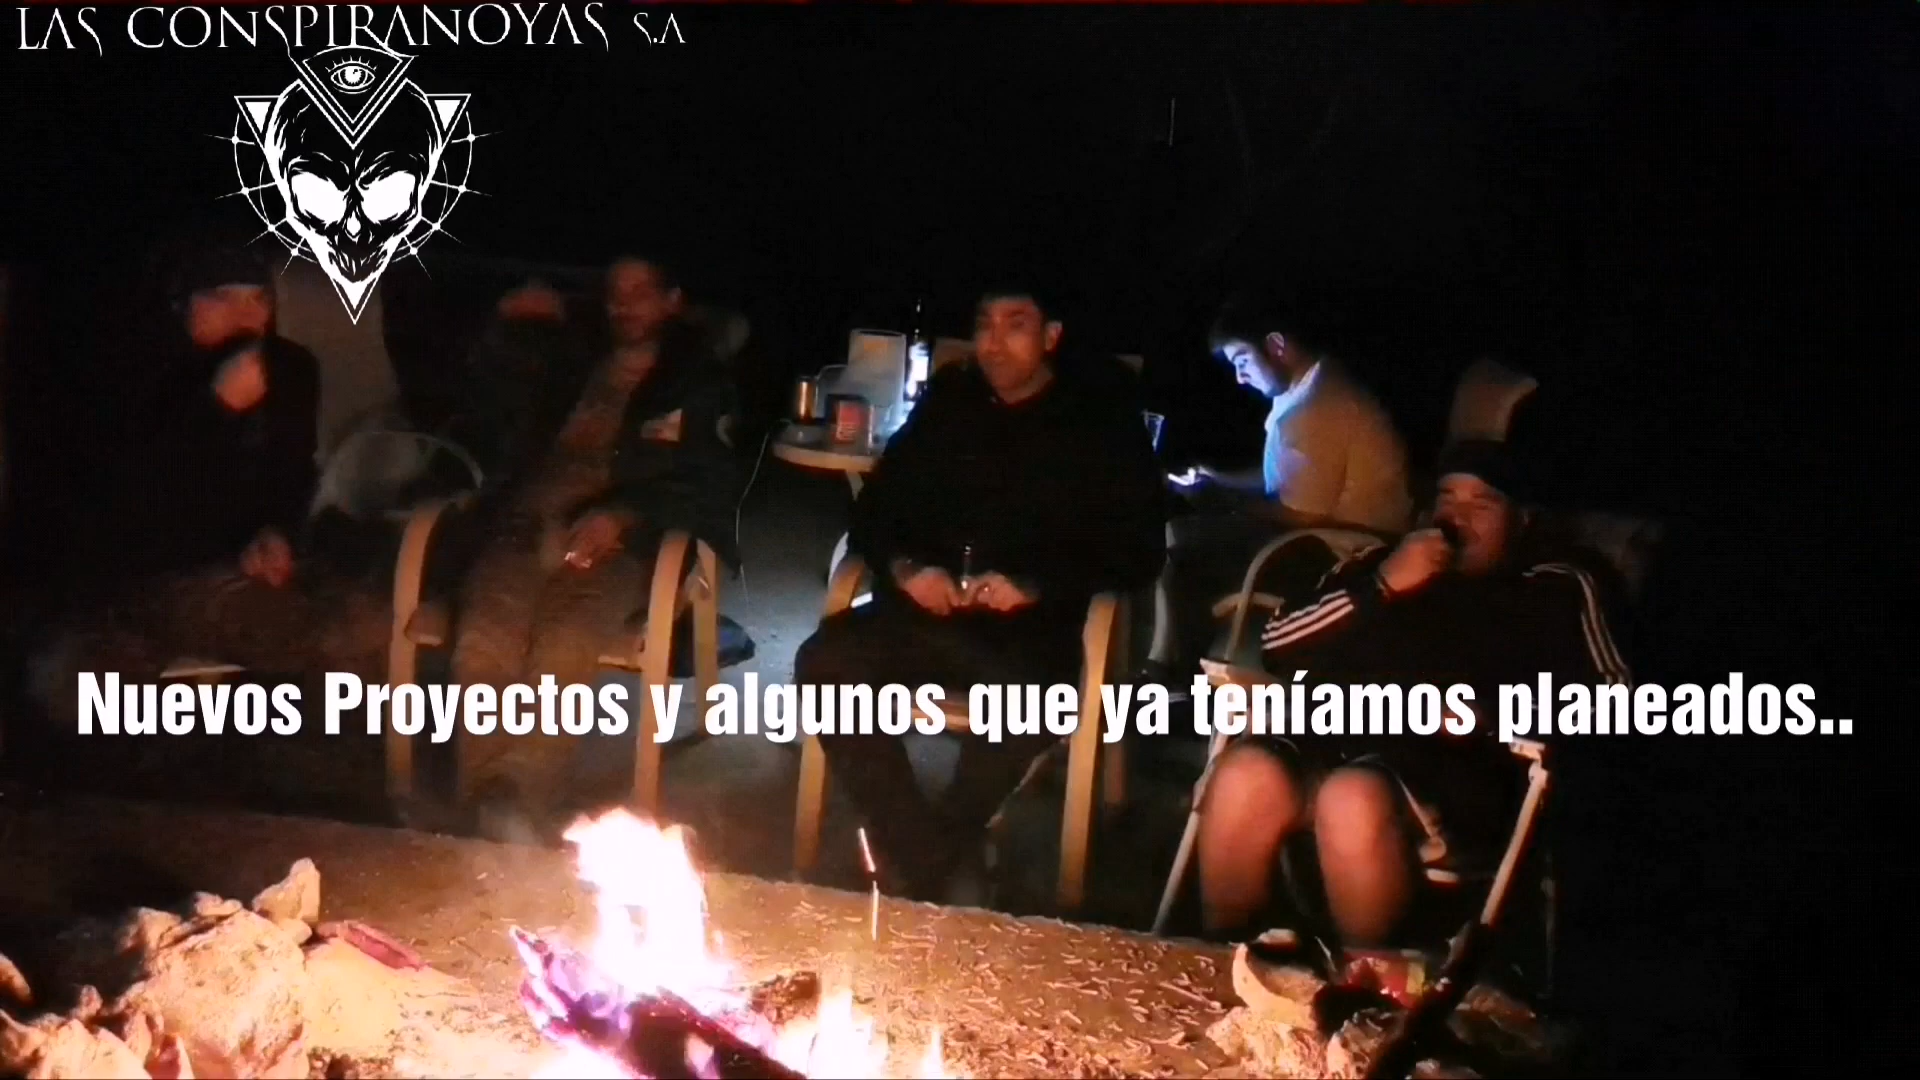 LAS CONSPIRANOYAS S.A
Nuevos Proyectos y algunos que ya teníamos planeados..